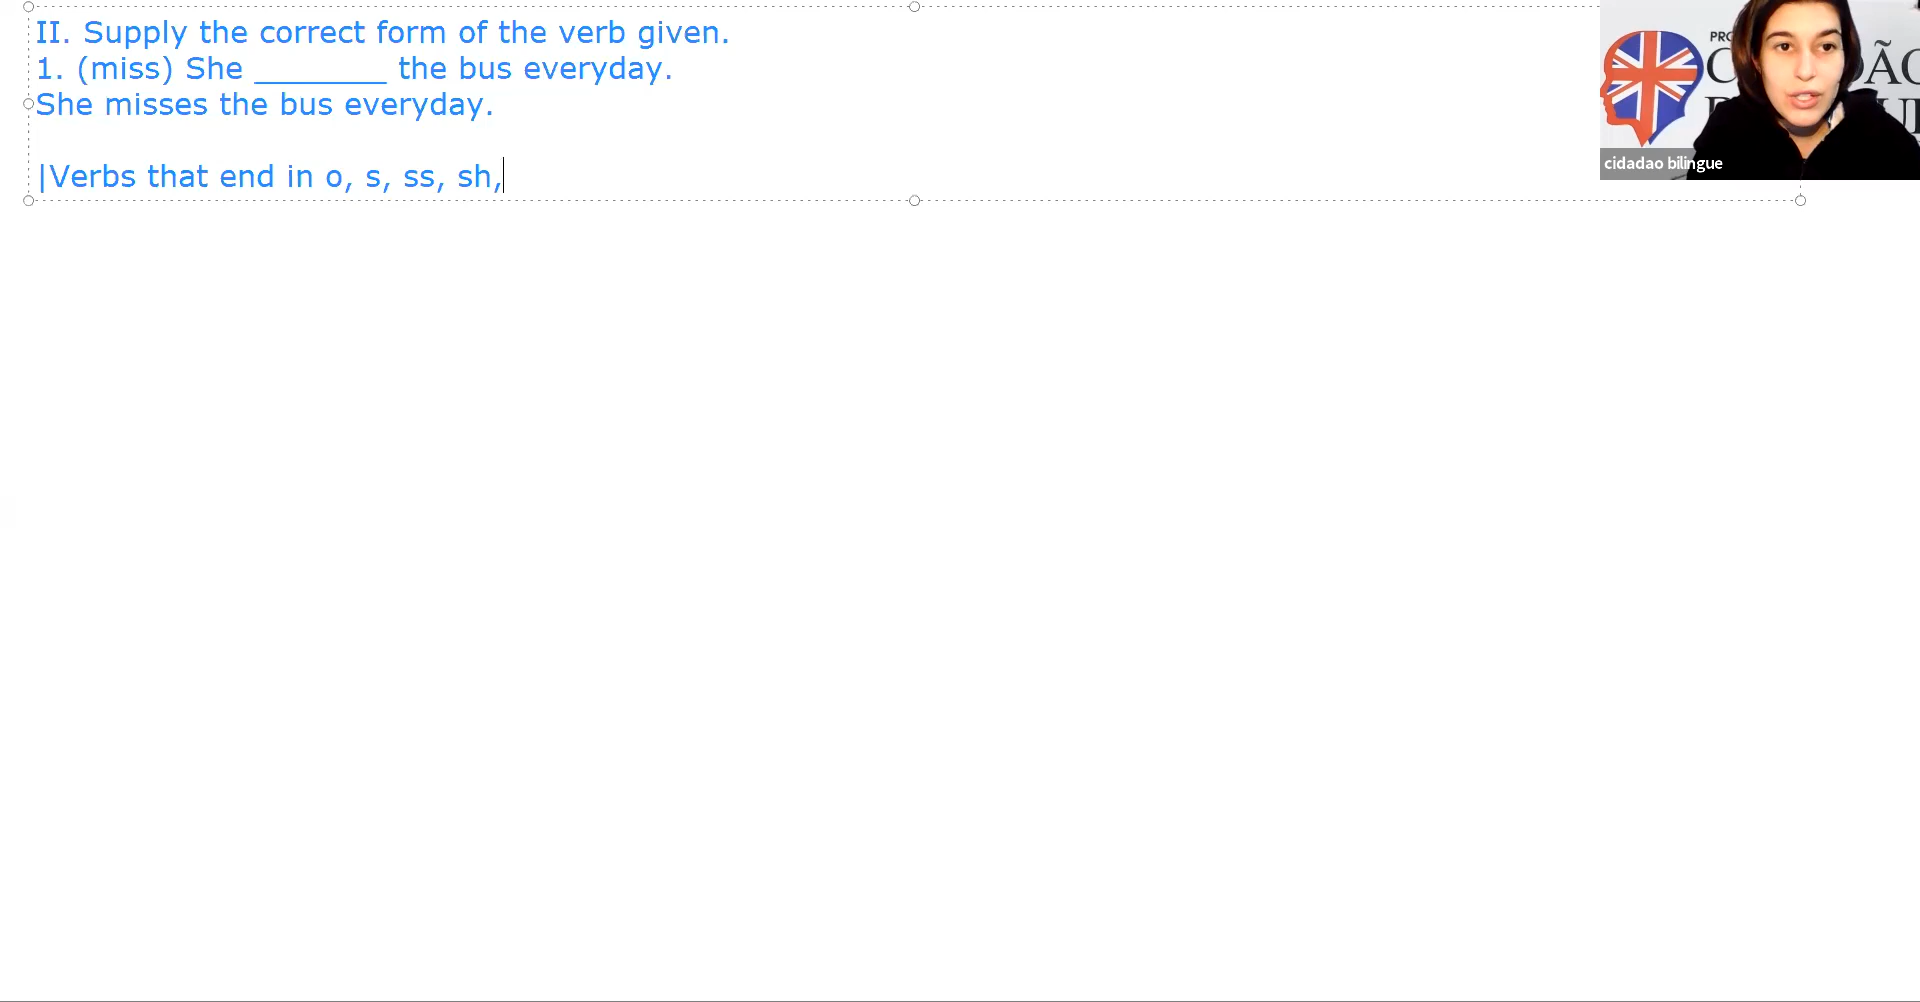 II. Supply the correct form of the verb given.
1. (miss) She _______ the bus everyday.
She misses the bus everyday.
|Verbs that end in o, s, ss, sh,
cidadao bilingue